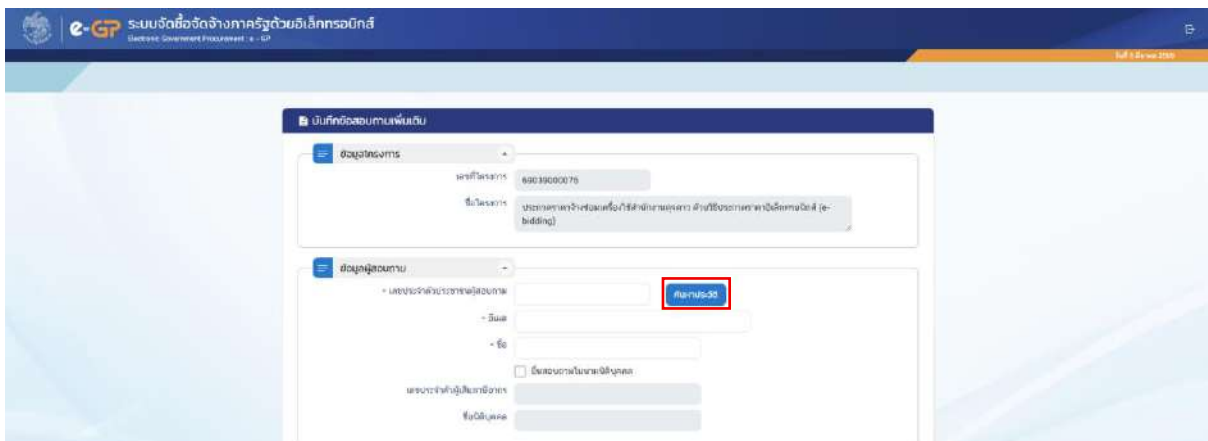 e-GP ระบบจัดซื้อจัดจ้างภาครัฐด้วยอิเล็กทรอนิกส์
Electronic Government Procurement : e - GP
บันทึกข้อสอบถามเพิ่มเติม
ข้อมูลโครงการ
เลขที่โครงการ 69039000076
ชื่อโครงการ ประกวดราคาจ้างซ่อมเครื่องใช้สำนักงาน ด้วยวิธีประกวดราคาอิเล็กทรอนิกส์ (e-
bidding)
ข้อมูลผู้สอบถาม
* เลขประจำตัวประชาชนผู้สอบถาม ค้นหาประวัติ
* อีเมล
* ชื่อ
ยื่นสอบถามในนามนิติบุคคล
เลขประจำตัวผู้เสียภาษีอากร
ชื่อนิติบุคคล